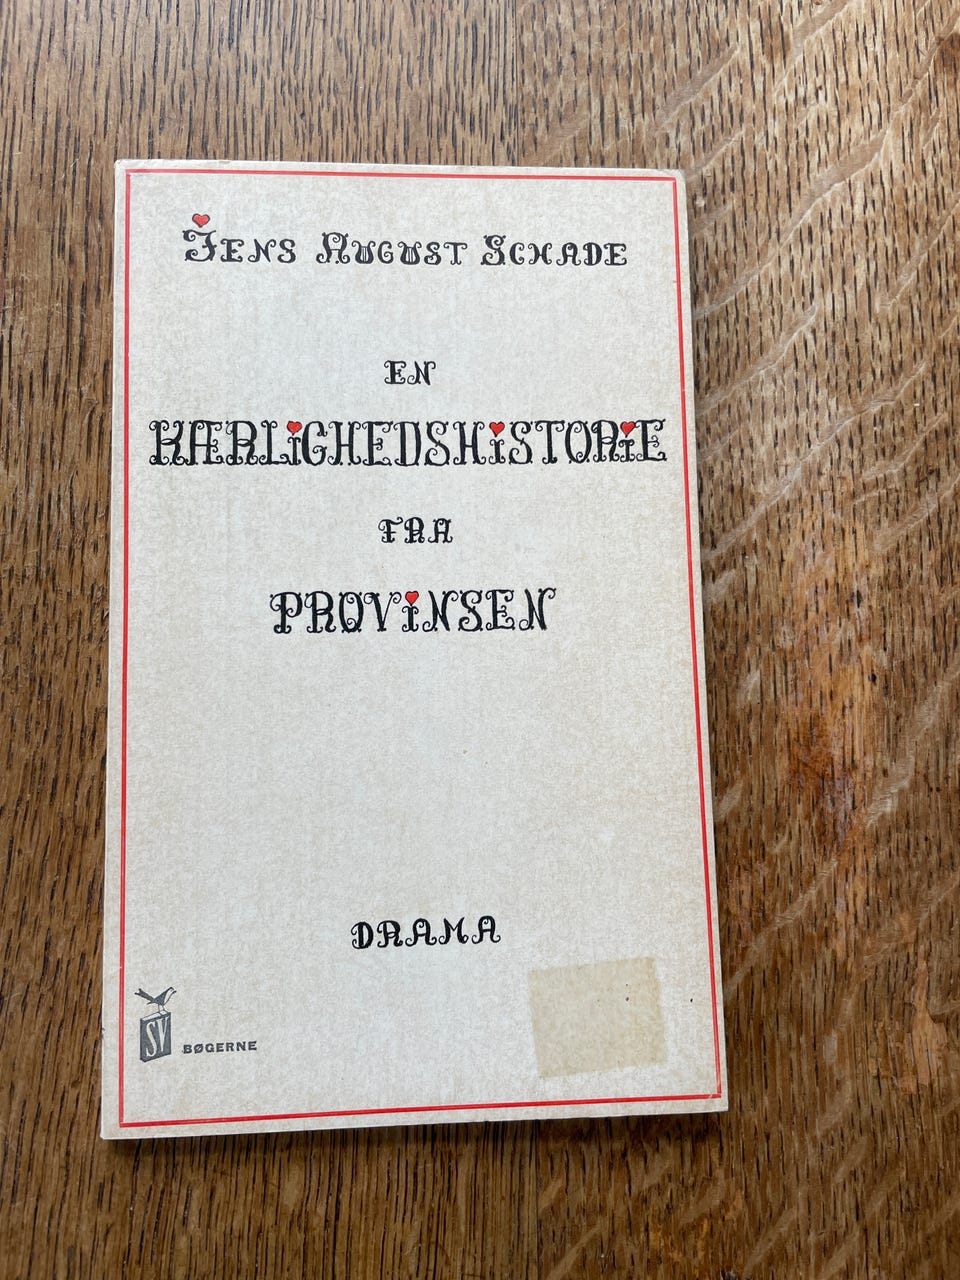 Jens August Schade
EN
KÆRLiGHEDSHiSTORiE
FRA
PROViNSEN
DRAMA
SV
BØGERNE